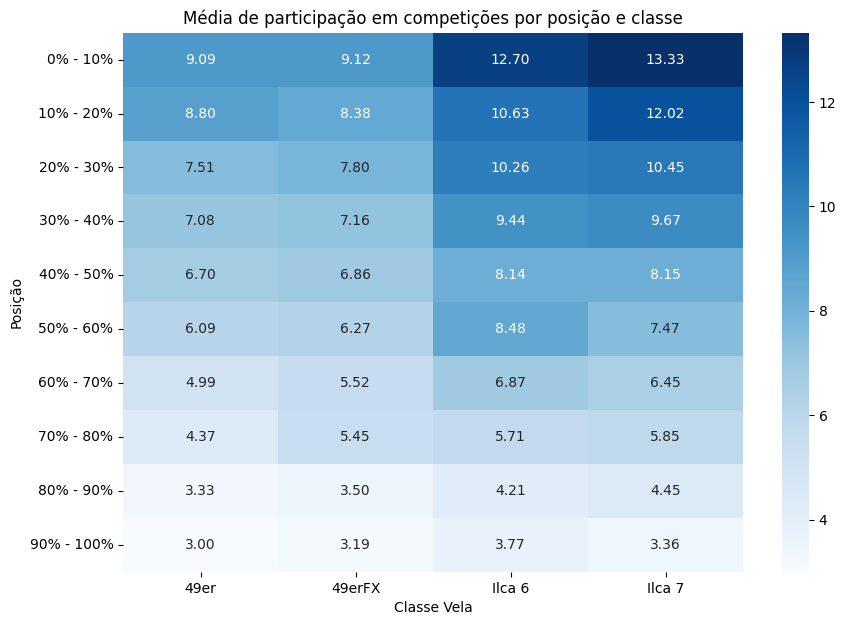 Média de participação em competições por posição e classe
Posição
0% - 10% 9.09 9.12 12.70 13.33
10% - 20% 8.80 8.38 10.63 12.02
20% - 30% 7.51 7.80 10.26 10.45
30% - 40% 7.08 7.16 9.44 9.67
40% - 50% 6.70 6.86 8.14 8.15
50% - 60% 6.09 6.27 8.48 7.47
60% - 70% 4.99 5.52 6.87 6.45
70% - 80% 4.37 5.45 5.71 5.85
80% - 90% 3.33 3.50 4.21 4.45
90% - 100% 3.00 3.19 3.77 3.36
49er 49erFX Ilca 6 Ilca 7
Classe Vela
12
10
8
6
4